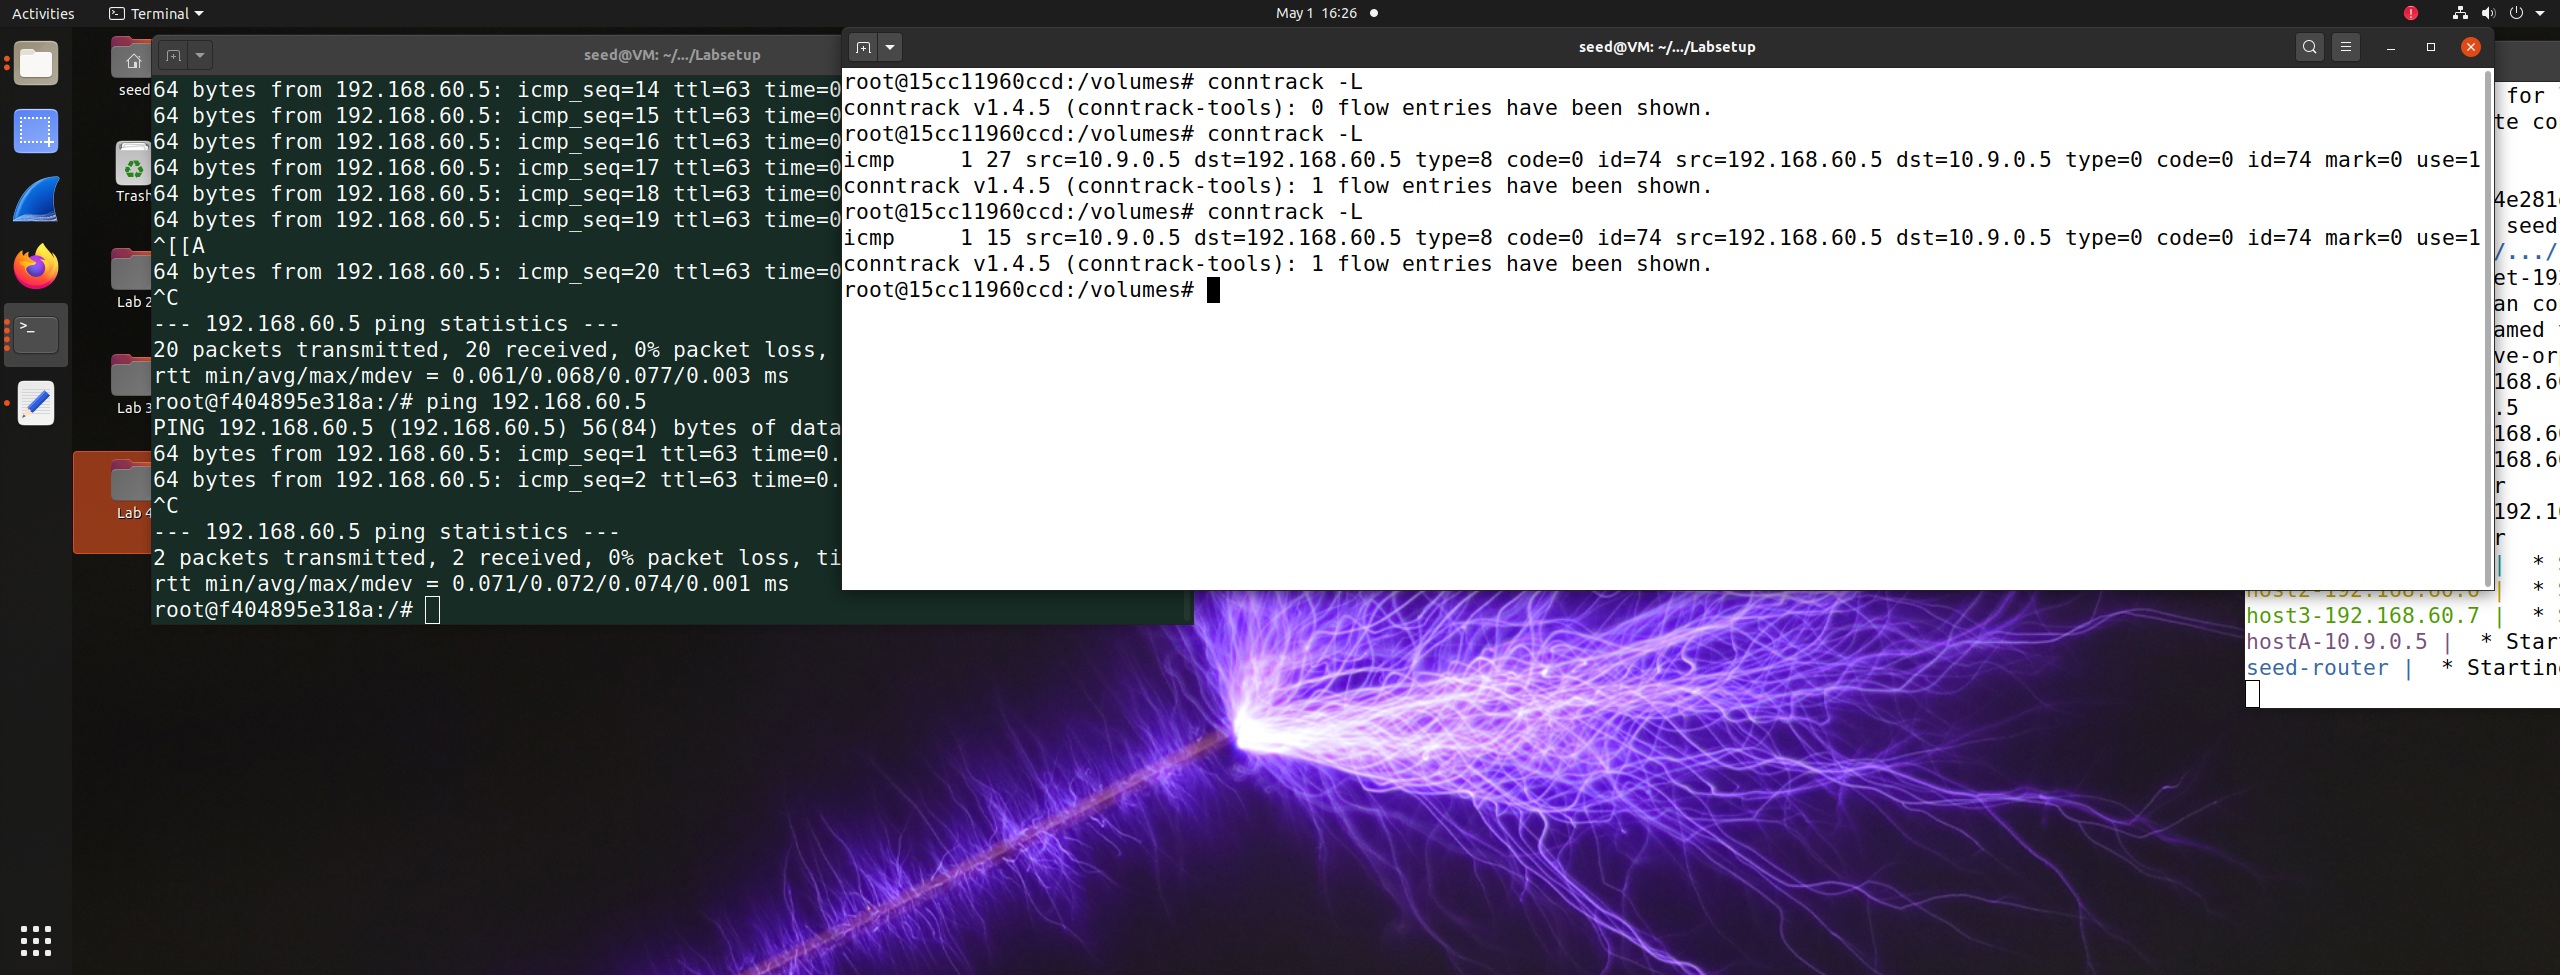 Activities
Terminal
May 1 16:26
seed
Trash
Lab 2
Lab 3
Lab 4
seed@VM: ~/.../Labsetup
64 bytes from 192.168.60.5: icmp_seq=14 ttl=63 time=0
64 bytes from 192.168.60.5: icmp_seq=15 ttl=63 time=0
64 bytes from 192.168.60.5: icmp_seq=16 ttl=63 time=0
64 bytes from 192.168.60.5: icmp_seq=17 ttl=63 time=0
64 bytes from 192.168.60.5: icmp_seq=18 ttl=63 time=0
64 bytes from 192.168.60.5: icmp_seq=19 ttl=63 time=0
^[[A
64 bytes from 192.168.60.5: icmp_seq=20 ttl=63 time=0
^C
--- 192.168.60.5 ping statistics ---
20 packets transmitted, 20 received, 0% packet loss,
rtt min/avg/max/mdev = 0.061/0.068/0.077/0.003 ms
root@f404895e318a:/# ping 192.168.60.5
PING 192.168.60.5 (192.168.60.5) 56(84) bytes of data
64 bytes from 192.168.60.5: icmp_seq=1 ttl=63 time=0.
64 bytes from 192.168.60.5: icmp_seq=2 ttl=63 time=0.
^C
--- 192.168.60.5 ping statistics ---
2 packets transmitted, 2 received, 0% packet loss, ti
rtt min/avg/max/mdev = 0.071/0.072/0.074/0.001 ms
root@f404895e318a:/#
seed@VM: ~/.../Labsetup
root@15cc11960ccd:/volumes# conntrack -L
conntrack v1.4.5 (conntrack-tools): 0 flow entries have been shown.
root@15cc11960ccd:/volumes# conntrack -L
icmp     1 27 src=10.9.0.5 dst=192.168.60.5 type=8 code=0 id=74 src=192.168.60.5 dst=10.9.0.5 type=0 code=0 id=74 mark=0 use=1
conntrack v1.4.5 (conntrack-tools): 1 flow entries have been shown.
root@15cc11960ccd:/volumes# conntrack -L
icmp     1 15 src=10.9.0.5 dst=192.168.60.5 type=8 code=0 id=74 src=192.168.60.5 dst=10.9.0.5 type=0 code=0 id=74 mark=0 use=1
conntrack v1.4.5 (conntrack-tools): 1 flow entries have been shown.
root@15cc11960ccd:/volumes#
for
te co
4e281
seed
/.../
et-19
an co
amed
ve-or
168.6
.5
168.6
168.6
r
192.1
r
| *
host2-192.168.60.6 | *
host3-192.168.60.7 | *
hostA-10.9.0.5 | * Star
seed-router | * Starting